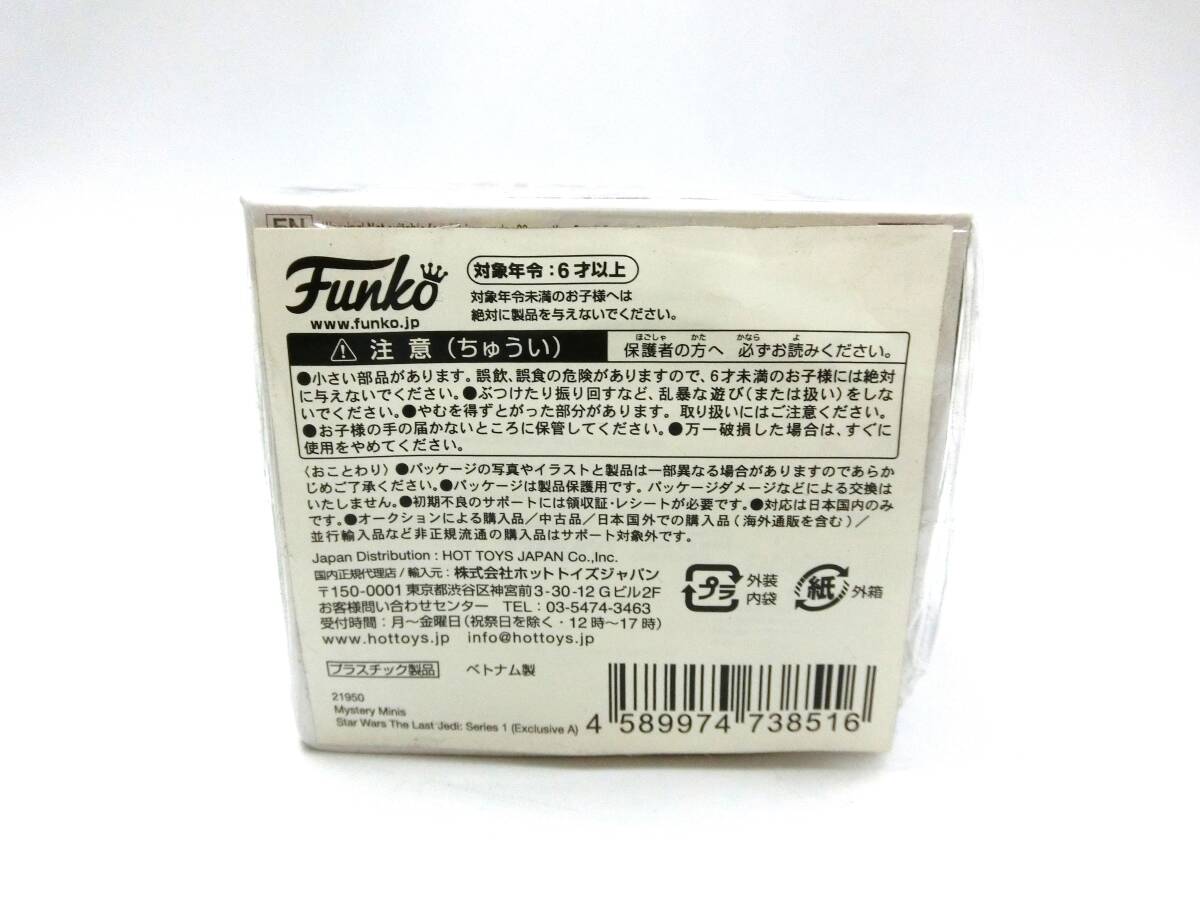 EN
Funko
www.funko.jp
対象年令:6才以上
対象年令未満のお子様へは
絶対に製品を与えないでください。
注意(ちゅうい)
ほごしゃ かた かなら よ
保護者の方へ 必ずお読みください。
●小さい部品があります。誤飲、誤食の危険がありますので、6才未満のお子様には絶対
に与えないでください。●ぶつけたり振り回すなど、乱暴な遊び(または扱い)をしな
いでください。●やむを得ずとがった部分があります。取り扱いにはご注意ください。
●お子様の手の届かないところに保管してください。●万一破損した場合は、すぐに
使用をやめてください。
〈おことわり〉●パッケージの写真やイラストと製品は一部異なる場合がありますのであらか
じめご了承ください。●パッケージは製品保護用です。パッケージダメージなどによる交換は
いたしません。●初期不良のサポートには領収証・レシートが必要です。●対応は日本国内のみ
です。●オークションによる購入品/中古品/日本国外での購入品(海外通販を含む)/
並行輸入品など非正規流通の購入品はサポート対象外です。
Japan Distribution : HOT TOYS JAPAN Co.,Inc.
国内正規代理店/輸入元:株式会社ホットトイズジャパン
〒150-0001 東京都渋谷区神宮前3-30-12 Gビル2F
お客様問い合わせセンター TEL:03-5474-3463
受付時間:月〜金曜日(祝祭日を除く・12時〜17時)
www.hottoys.jp info@hottoys.jp
プラ
外装
内袋
紙
外箱
プラスチック製品 ベトナム製
21950
Mystery Minis
Star Wars The Last Jedi: Series 1 (Exclusive A)
4 589974 738516